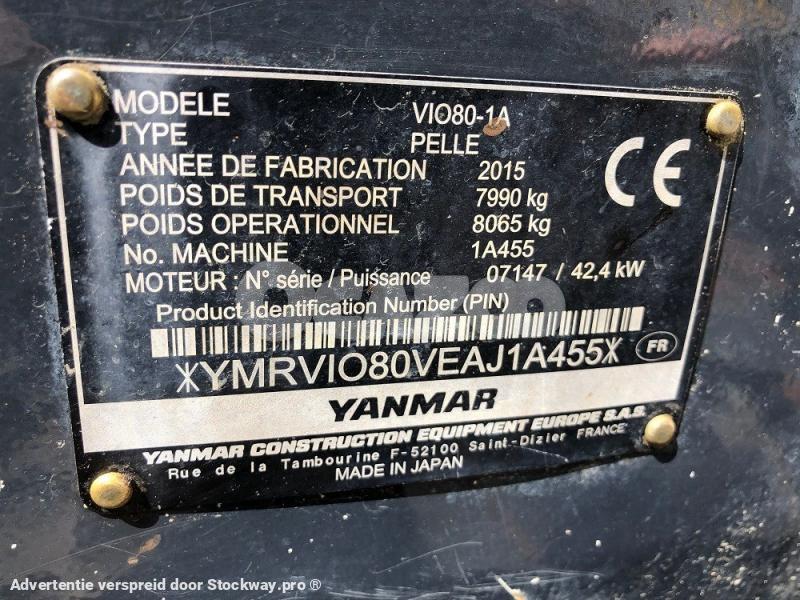 MODELE VIO80-1A
TYPE PELLE
ANNEE DE FABRICATION 2015
POIDS DE TRANSPORT 7990 kg
POIDS OPERATIONNEL 8065 kg
No. MACHINE 1A455
MOTEUR : N° série / Puissance 07147 / 42,4 kW
CE
Product Identification Number (PIN)
*YMRVIO80VEAJ1A455*
FR
YANMAR
YANMAR CONSTRUCTION EQUIPMENT EUROPE S.A.S.
Rue de la Tambourine F-52100 Saint-Dizier FRANCE
MADE IN JAPAN
Advertentie verspreid door Stockway.pro ®